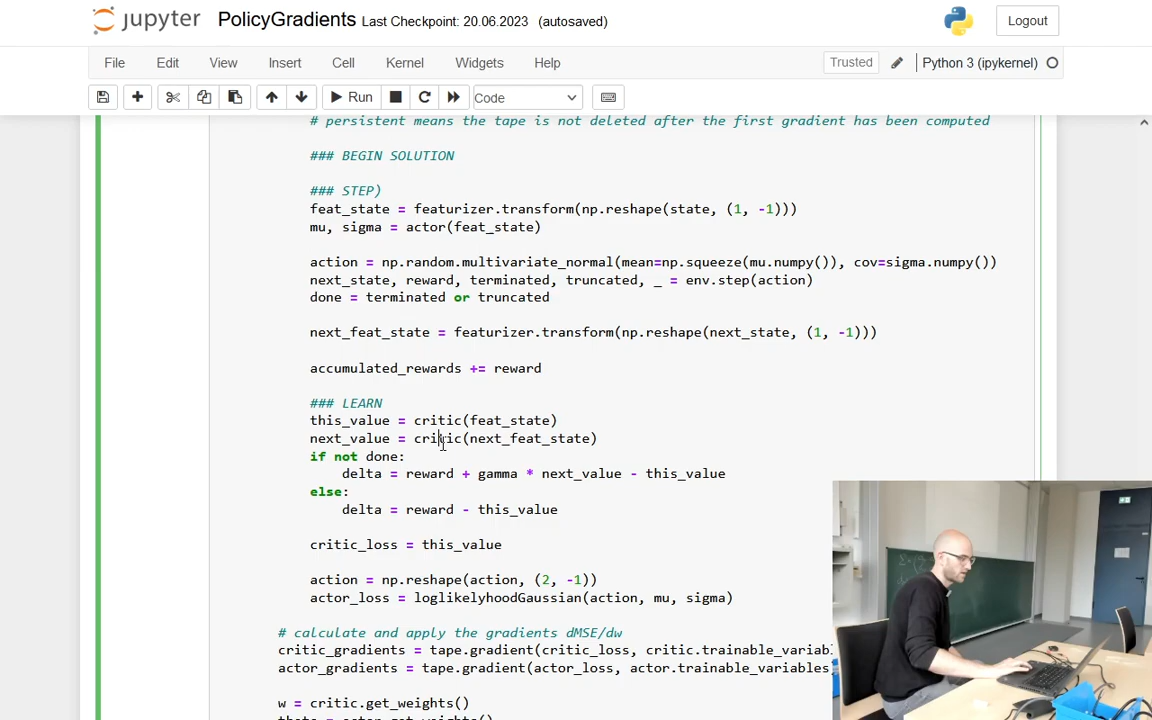 jupyter PolicyGradients Last Checkpoint: 20.06.2023 (autosaved) Logout
File Edit View Insert Cell Kernel Widgets Help Trusted Python 3 (ipykernel)
Run Code
# persistent means the tape is not deleted after the first gradient has been computed
### BEGIN SOLUTION
### STEP)
feat_state = featurizer.transform(np.reshape(state, (1, -1)))
mu, sigma = actor(feat_state)
action = np.random.multivariate_normal(mean=np.squeeze(mu.numpy()), cov=sigma.numpy())
next_state, reward, terminated, truncated, _ = env.step(action)
done = terminated or truncated
next_feat_state = featurizer.transform(np.reshape(next_state, (1, -1)))
accumulated_rewards += reward
### LEARN
this_value = critic(feat_state)
next_value = critic(next_feat_state)
if not done:
delta = reward + gamma * next_value - this_value
else:
delta = reward - this_value
critic_loss = this_value
action = np.reshape(action, (2, -1))
actor_loss = loglikelyhoodGaussian(action, mu, sigma)
# calculate and apply the gradients dMSE/dw
critic_gradients = tape.gradient(critic_loss, critic.trainable_variabl
actor_gradients = tape.gradient(actor_loss, actor.trainable_variables
w = critic.get_weights()